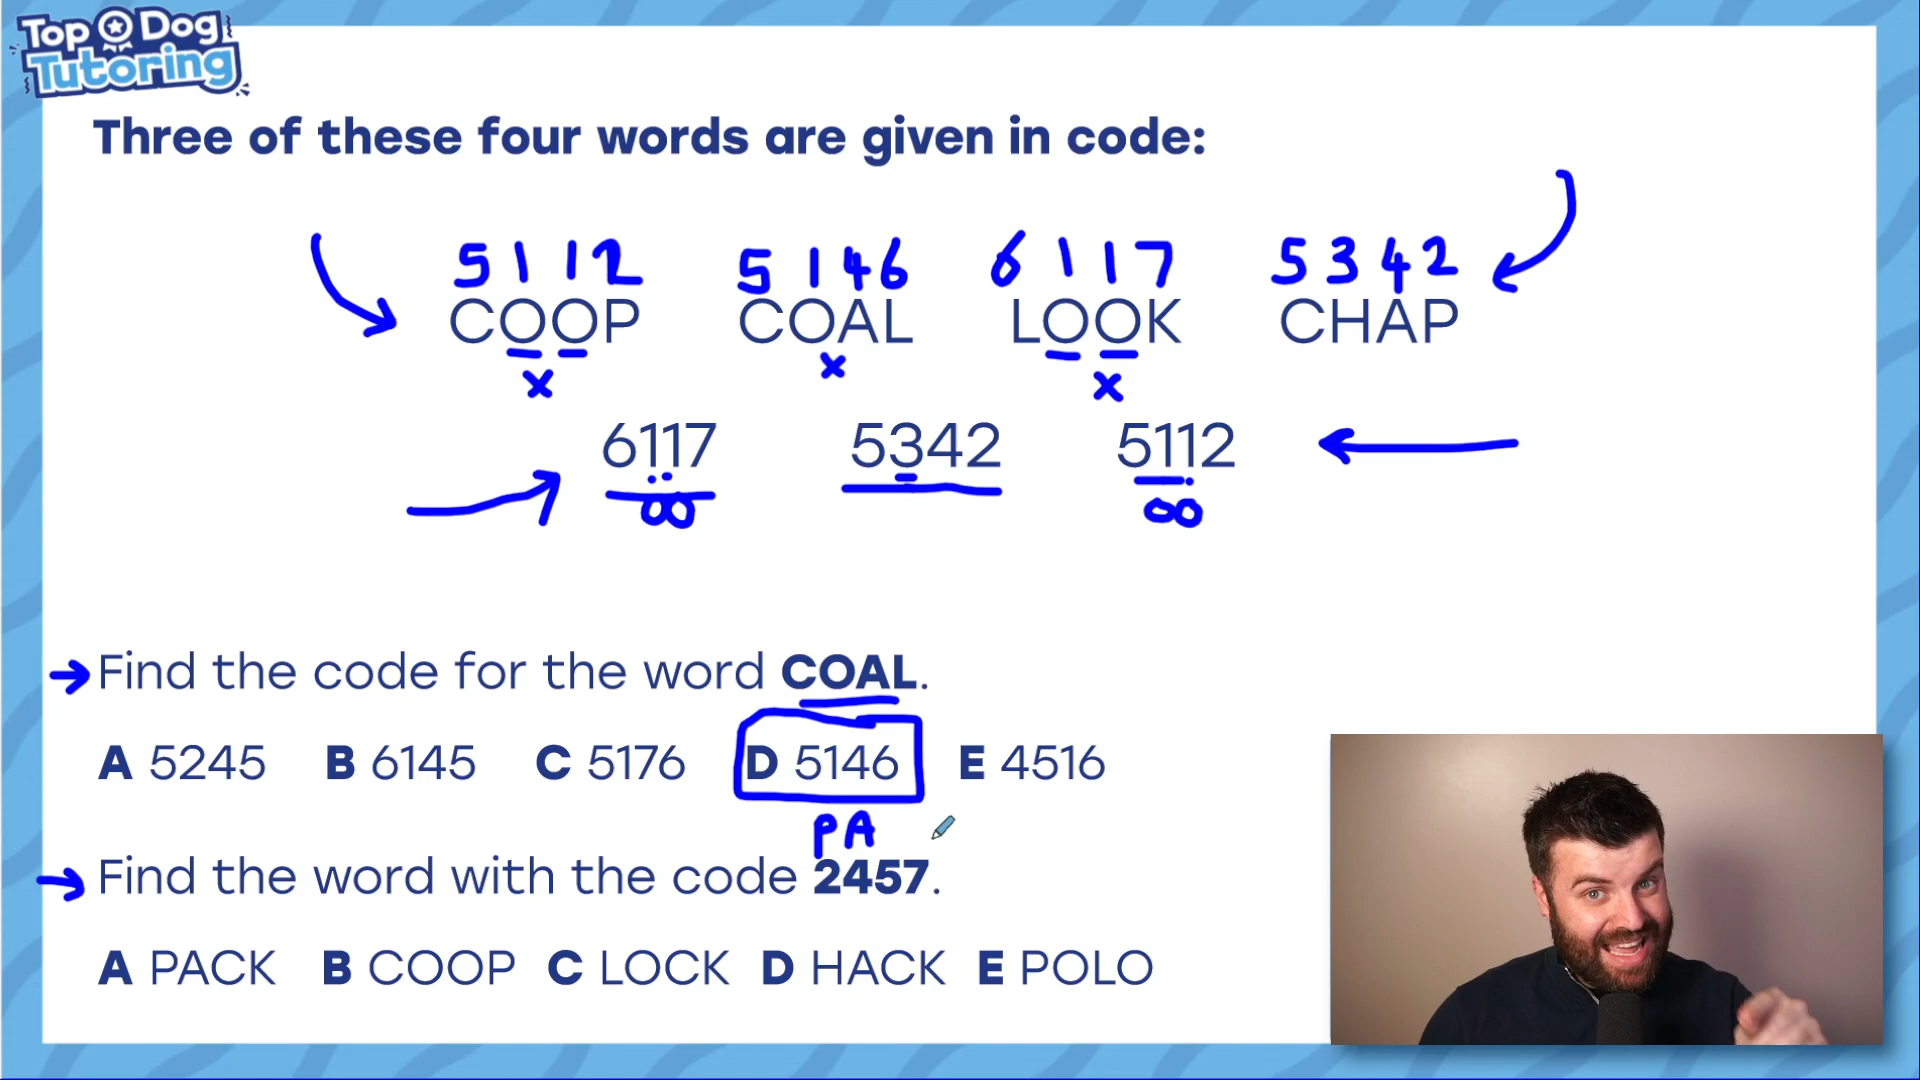 Top Dog
Tutoring
Three of these four words are given in code:
5112 5146 6117 5342
COOP COAL LOOK CHAP
x x x
6117 5342 5112
OO OO
Find the code for the word COAL.
A 5245 B 6145 C 5176 D 5146 E 4516
PA
Find the word with the code 2457.
A PACK B COOP C LOCK D HACK E POLO